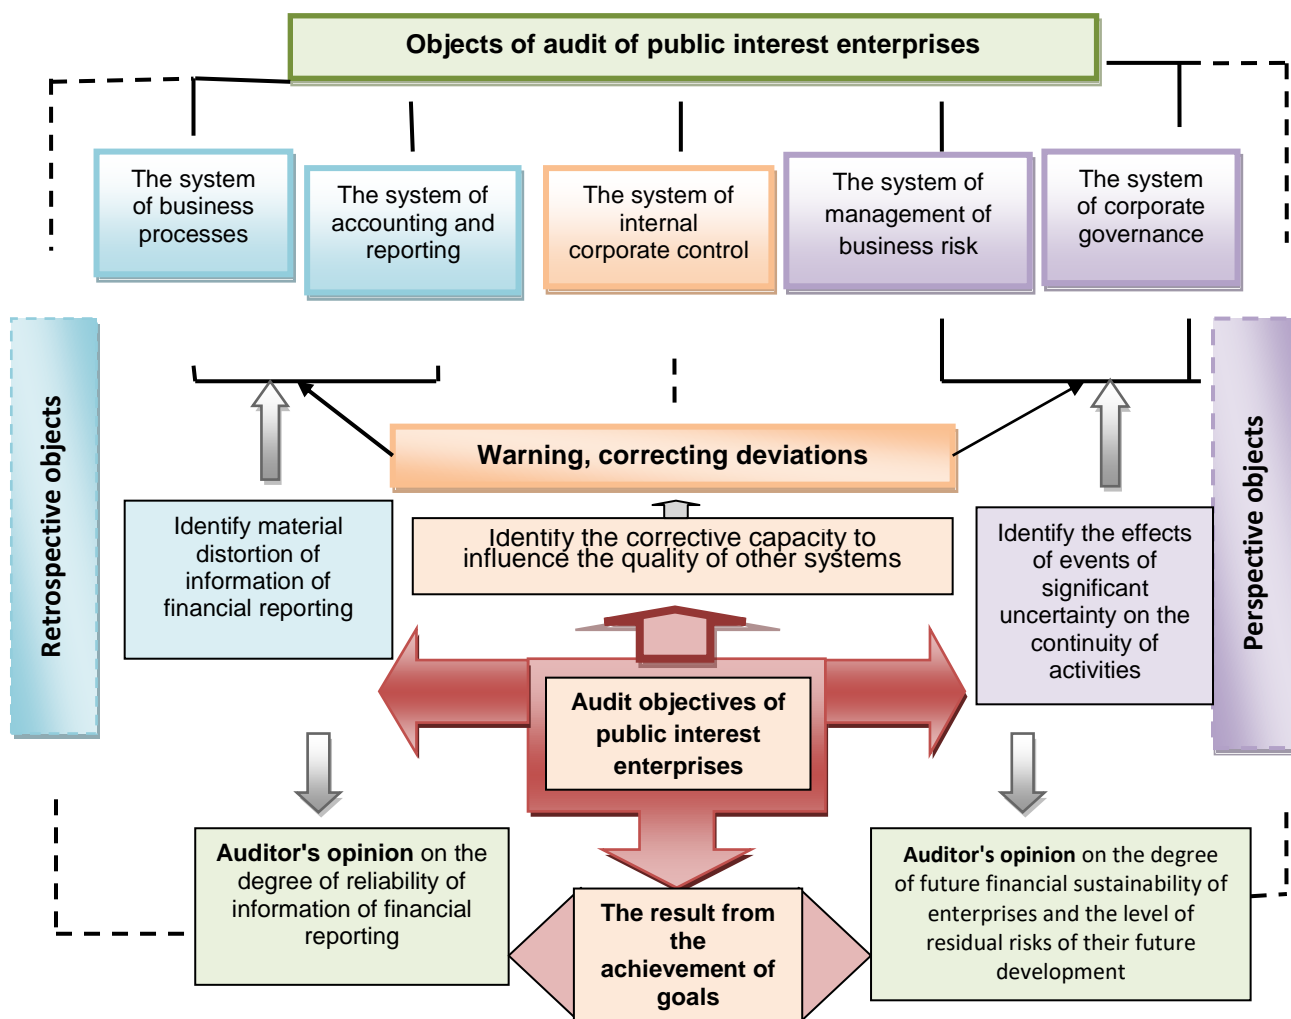 Objects of audit of public interest enterprises
The system
of business
processes
The system of
accounting and
reporting
The system of
internal
corporate control
The system of
management of
business risk
The system
of corporate
governance
Retrospective objects
Perspective objects
Warning, correcting deviations
Identify material
distortion of
information of
financial reporting
Identify the corrective capacity to
influence the quality of other systems
Identify the effects
of events of
significant
uncertainty on the
continuity of
activities
Audit objectives of
public interest
enterprises
Auditor's opinion on the
degree of reliability of
information of financial
reporting
The result from
the
achievement of
goals
Auditor's opinion on the degree
of future financial sustainability of
enterprises and the level of
residual risks of their future
development